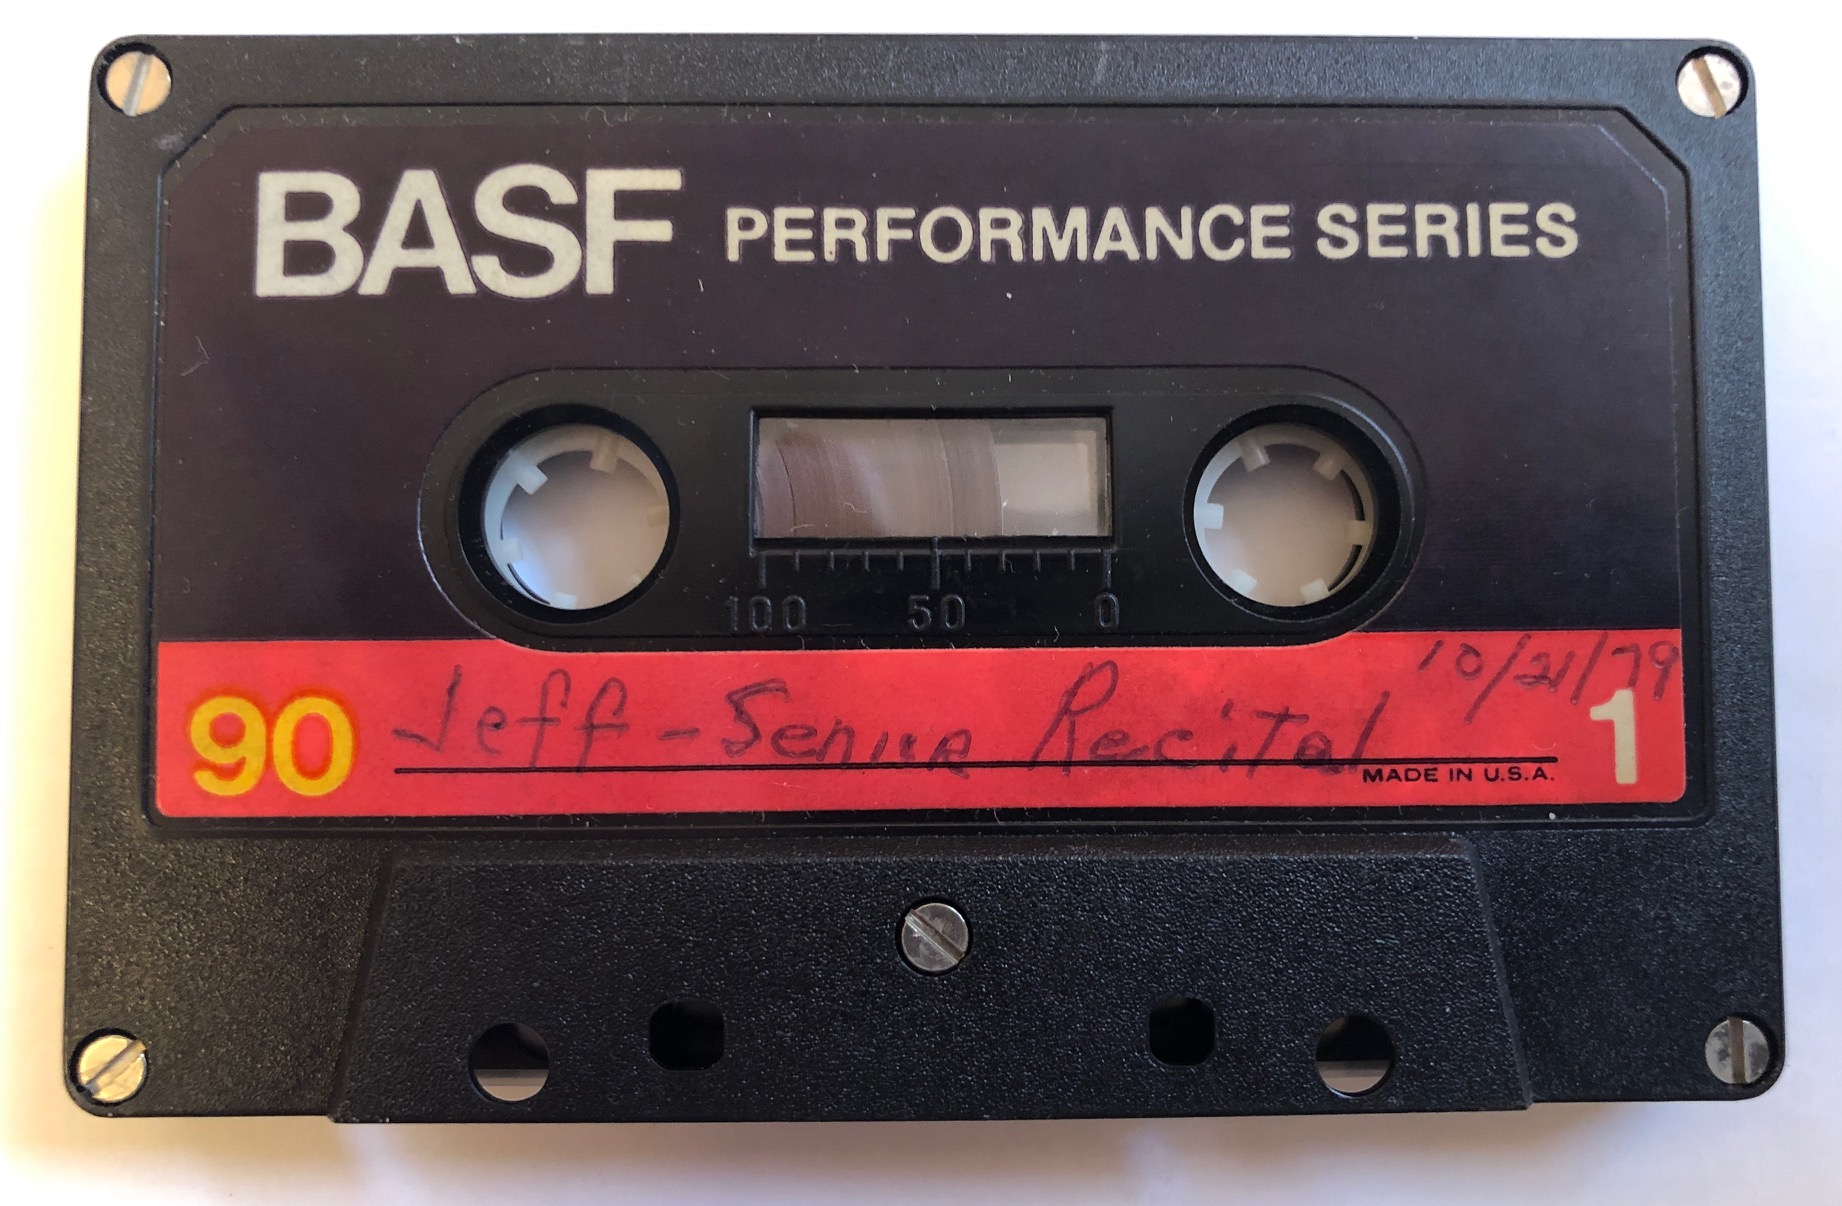 BASF PERFORMANCE SERIES
100 50 0
10/21/79
90 Jeff - Senior Recital 1
MADE IN U.S.A.